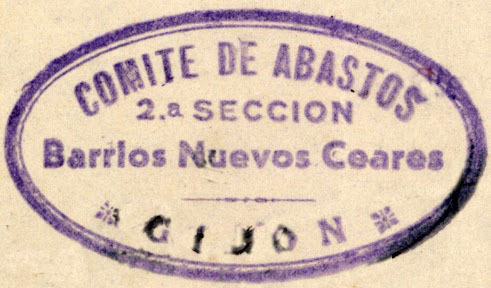 COMITE DE ABASTOS
2.a SECCION
Barrios Nuevos Ceares
GIJON